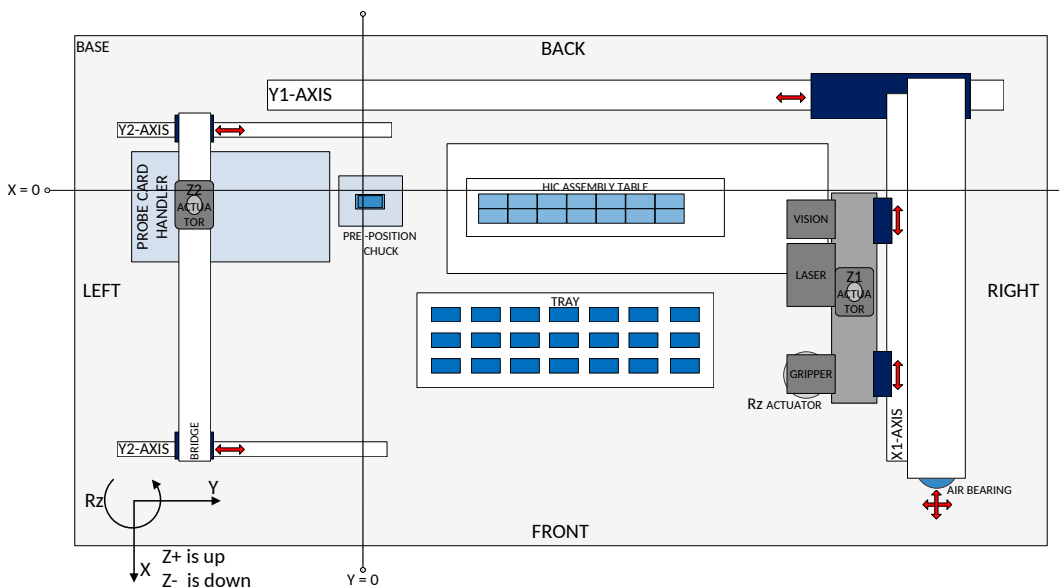 BASE
BACK
Y1-AXIS
Y2-AXIS
X = 0
PROBE CARD
HANDLER
Z2
ACTUA
TOR
HIC ASSEMBLY TABLE
VISION
PRE -POSITION
CHUCK
LASER
Z1
ACTUA
TOR
LEFT
RIGHT
TRAY
GRIPPER
Rz ACTUATOR
X1-AXIS
BRIDGE
Y2-AXIS
Rz
Y
AIR BEARING
FRONT
X
Z+ is up
Z-  is down
Y = 0